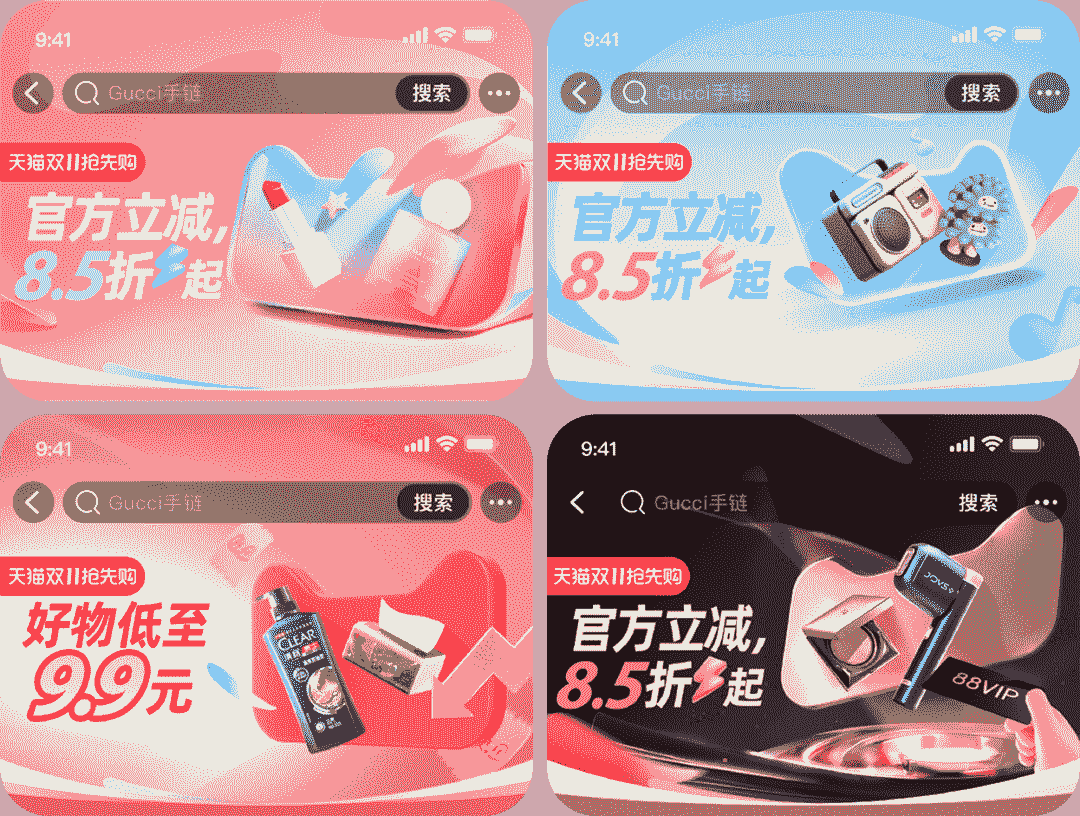 9:41
Gucci手链
搜索
天猫双11抢先购
官方立减,
8.5折起
9:41
Gucci手链
搜索
天猫双11抢先购
官方立减,
8.5折起
9:41
Gucci手链
搜索
天猫双11抢先购
好物低至
9.9元
CLEAR
9:41
Gucci手链
搜索
天猫双11抢先购
官方立减,
8.5折起
JOVS
88VIP